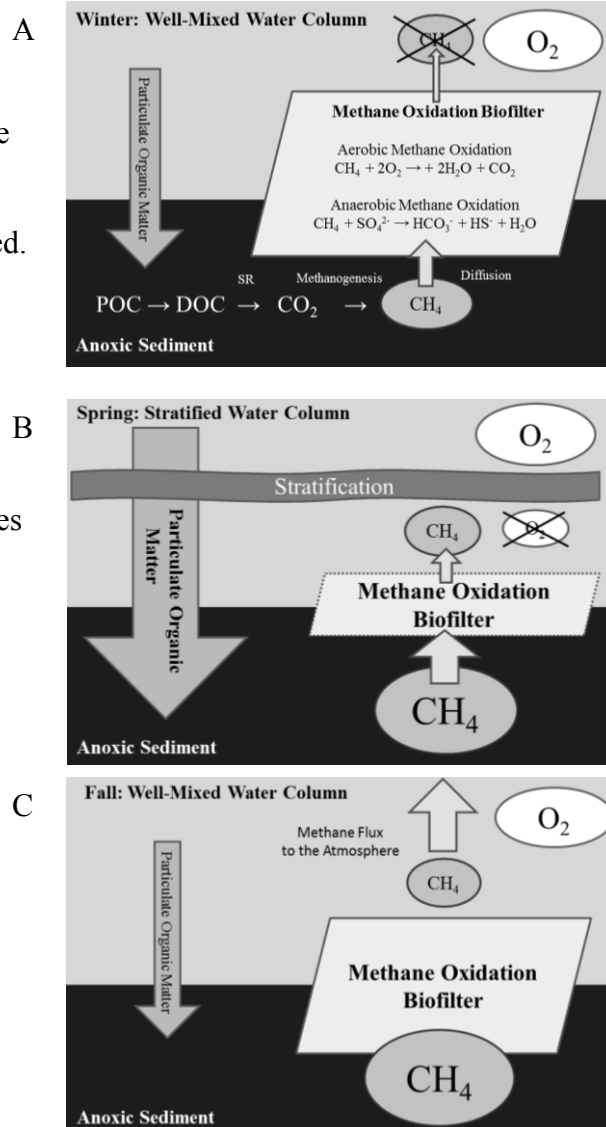 A
Winter: Well-Mixed Water Column
CH₄
O₂
e
ed.
Particulate Organic Matter
Methane Oxidation Biofilter
Aerobic Methane Oxidation
CH₄ + 2O₂ → + 2H₂O + CO₂
Anaerobic Methane Oxidation
CH₄ + SO₄²⁻ → HCO₃⁻ + HS⁻ + H₂O
SR Methanogenesis Diffusion
POC → DOC → CO₂ → CH₄
Anoxic Sediment
B
Spring: Stratified Water Column
O₂
Stratification
es
Particulate Organic
Matter
CH₄
O₂
Methane Oxidation
Biofilter
CH₄
Anoxic Sediment
C
Fall: Well-Mixed Water Column
Methane Flux
to the Atmosphere
O₂
CH₄
Particulate Organic Matter
Methane Oxidation
Biofilter
CH₄
Anoxic Sediment